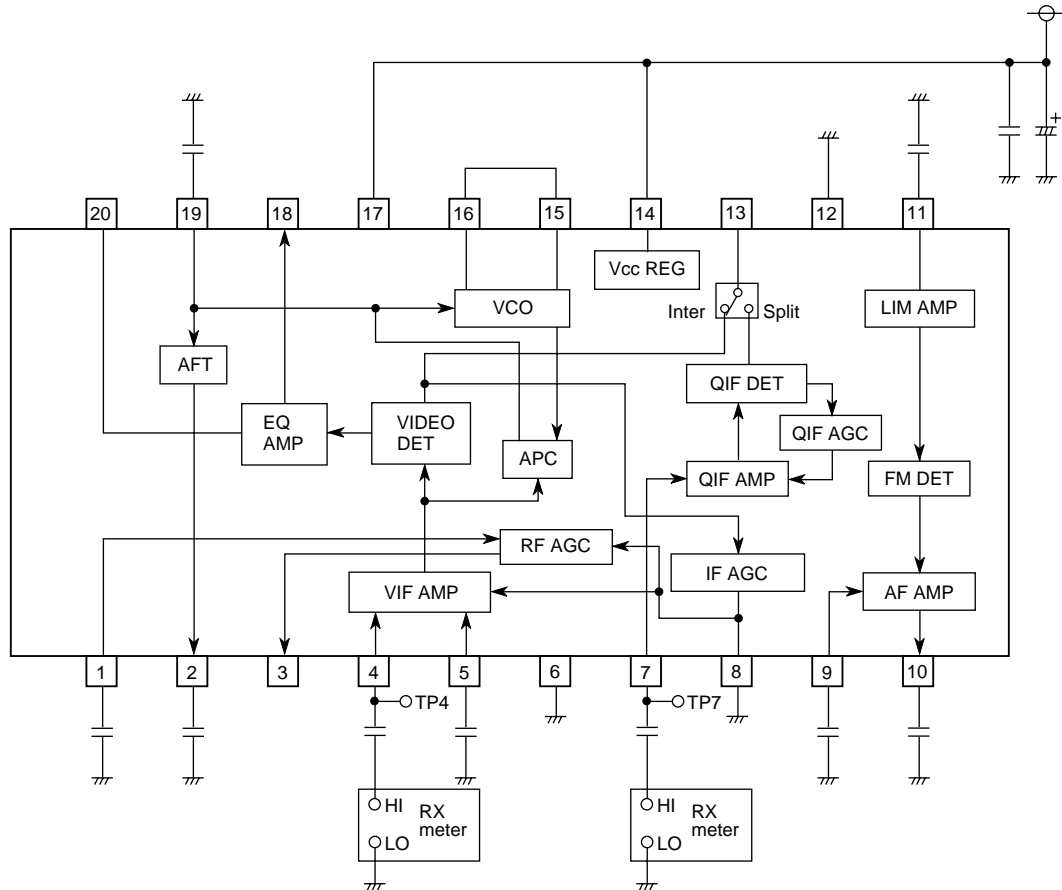 +
20 19 18 17 16 15 14 13 12 11
Vcc REG
VCO
LIM AMP
Inter
Split
AFT
QIF DET
EQ
AMP
VIDEO
DET
QIF AGC
APC
QIF AMP
FM DET
RF AGC
IF AGC
VIF AMP
AF AMP
1 2 3 4 5 6 7 8 9 10
TP4
TP7
HI
RX
meter
LO
HI
RX
meter
LO